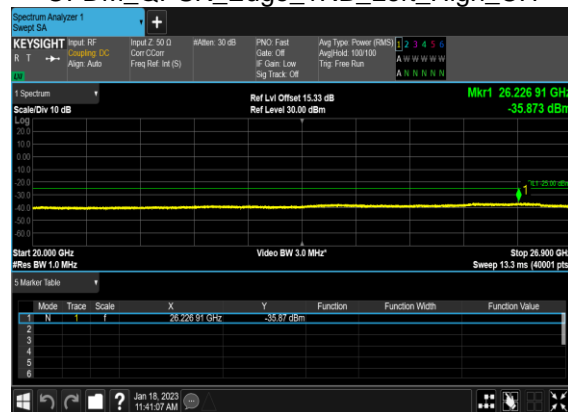 Spectrum Analyzer 1
Swept SA
KEYSIGHT
R T
LU
Input: RF
Coupling: DC
Align: Auto
Input Z: 50 Ω
Corr CCorr
Freq Ref: Int (S)
#Atten: 30 dB
PNO: Fast
Gate: Off
IF Gain: Low
Sig Track: Off
Avg Type: Power (RMS)
Avg|Hold: 100/100
Trig: Free Run
1 2 3 4 5 6
A W W W W W
A N N N N N
1 Spectrum
Scale/Div 10 dB
Ref Lvl Offset 15.33 dB
Ref Level 30.00 dBm
Mkr1 26.226 91 GHz
-35.873 dBm
Log
20.0
10.0
0.00
-10.0
-20.0
-30.0
-40.0
-50.0
-60.0
DL1 -25.00 dBm
1
Start 20.000 GHz
#Res BW 1.0 MHz
Video BW 3.0 MHz*
Stop 26.900 GHz
Sweep 13.3 ms (40001 pts)
5 Marker Table
Mode Trace Scale X Y Function Function Width Function Value
1 N 1 f 26.226 91 GHz -35.87 dBm
2
3
4
5
6
? Jan 18, 2023
11:41:07 AM